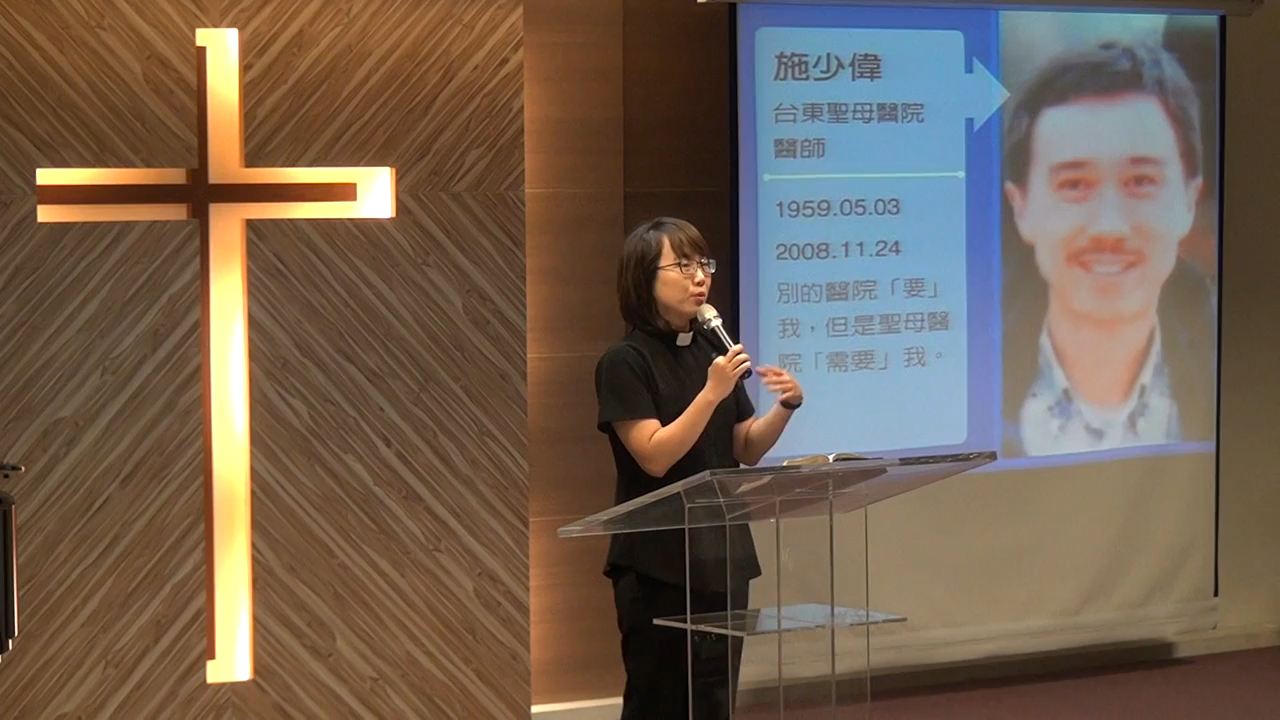 施少偉
台東聖母醫院
醫師
1959.05.03
2008.11.24
別的醫院「要」
我，但是聖母醫
院「需要」我。